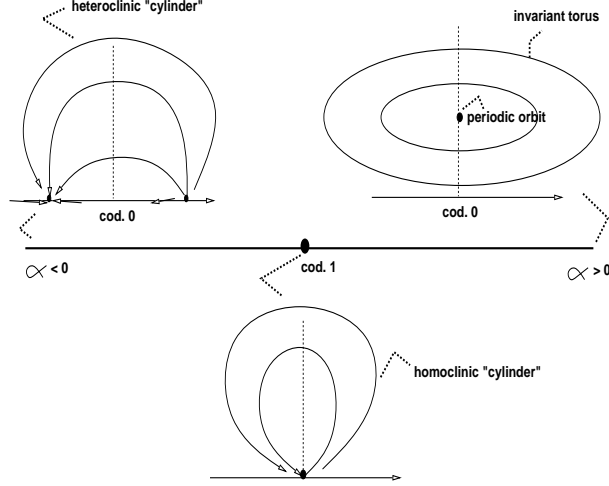 heteroclinic "cylinder"
invariant torus
periodic orbit
cod. 0
cod. 0
∝ < 0
cod. 1
∝ > 0
homoclinic "cylinder"